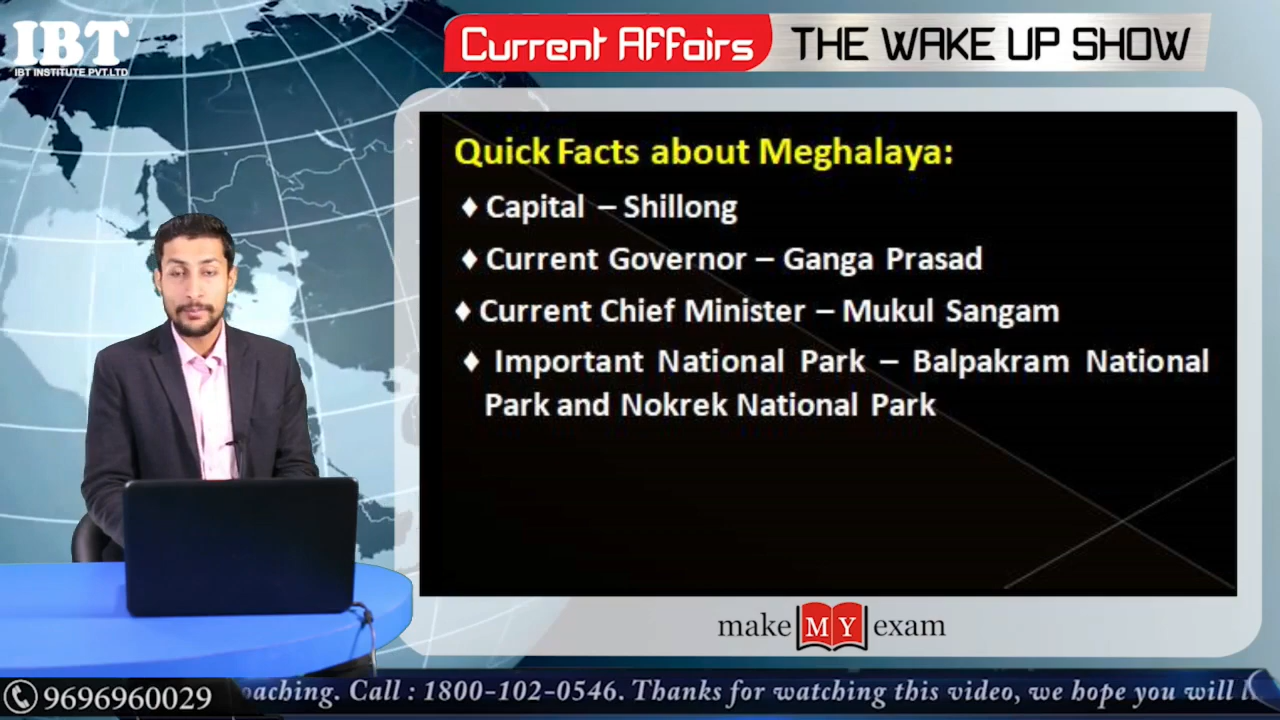 IBT
IBT INSTITUTE PVT.LTD
Current Affairs THE WAKE UP SHOW
Quick Facts about Meghalaya:
♦ Capital – Shillong
♦ Current Governor – Ganga Prasad
♦ Current Chief Minister – Mukul Sangam
♦ Important National Park – Balpakram National
Park and Nokrek National Park
make MY exam
9696960029 oaching. Call : 1800-102-0546. Thanks for watching this video, we hope you will